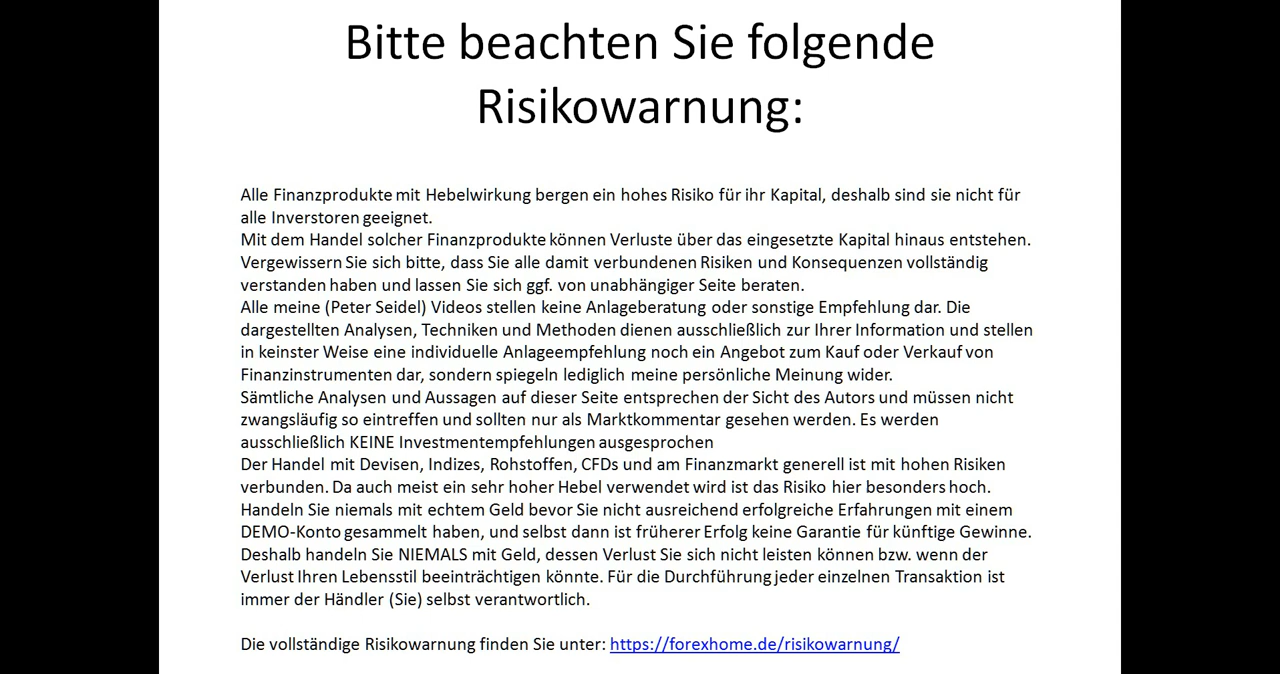 Bitte beachten Sie folgende
Risikowarnung:
Alle Finanzprodukte mit Hebelwirkung bergen ein hohes Risiko für ihr Kapital, deshalb sind sie nicht für
alle Inverstoren geeignet.
Mit dem Handel solcher Finanzprodukte können Verluste über das eingesetzte Kapital hinaus entstehen.
Vergewissern Sie sich bitte, dass Sie alle damit verbundenen Risiken und Konsequenzen vollständig
verstanden haben und lassen Sie sich ggf. von unabhängiger Seite beraten.
Alle meine (Peter Seidel) Videos stellen keine Anlageberatung oder sonstige Empfehlung dar. Die
dargestellten Analysen, Techniken und Methoden dienen ausschließlich zur Ihrer Information und stellen
in keinster Weise eine individuelle Anlageempfehlung noch ein Angebot zum Kauf oder Verkauf von
Finanzinstrumenten dar, sondern spiegeln lediglich meine persönliche Meinung wider.
Sämtliche Analysen und Aussagen auf dieser Seite entsprechen der Sicht des Autors und müssen nicht
zwangsläufig so eintreffen und sollten nur als Marktkommentar gesehen werden. Es werden
ausschließlich KEINE Investmentempfehlungen ausgesprochen
Der Handel mit Devisen, Indizes, Rohstoffen, CFDs und am Finanzmarkt generell ist mit hohen Risiken
verbunden. Da auch meist ein sehr hoher Hebel verwendet wird ist das Risiko hier besonders hoch.
Handeln Sie niemals mit echtem Geld bevor Sie nicht ausreichend erfolgreiche Erfahrungen mit einem
DEMO-Konto gesammelt haben, und selbst dann ist früherer Erfolg keine Garantie für künftige Gewinne.
Deshalb handeln Sie NIEMALS mit Geld, dessen Verlust Sie sich nicht leisten können bzw. wenn der
Verlust Ihren Lebensstil beeinträchtigen könnte. Für die Durchführung jeder einzelnen Transaktion ist
immer der Händler (Sie) selbst verantwortlich.
Die vollständige Risikowarnung finden Sie unter: https://forexhome.de/risikowarnung/